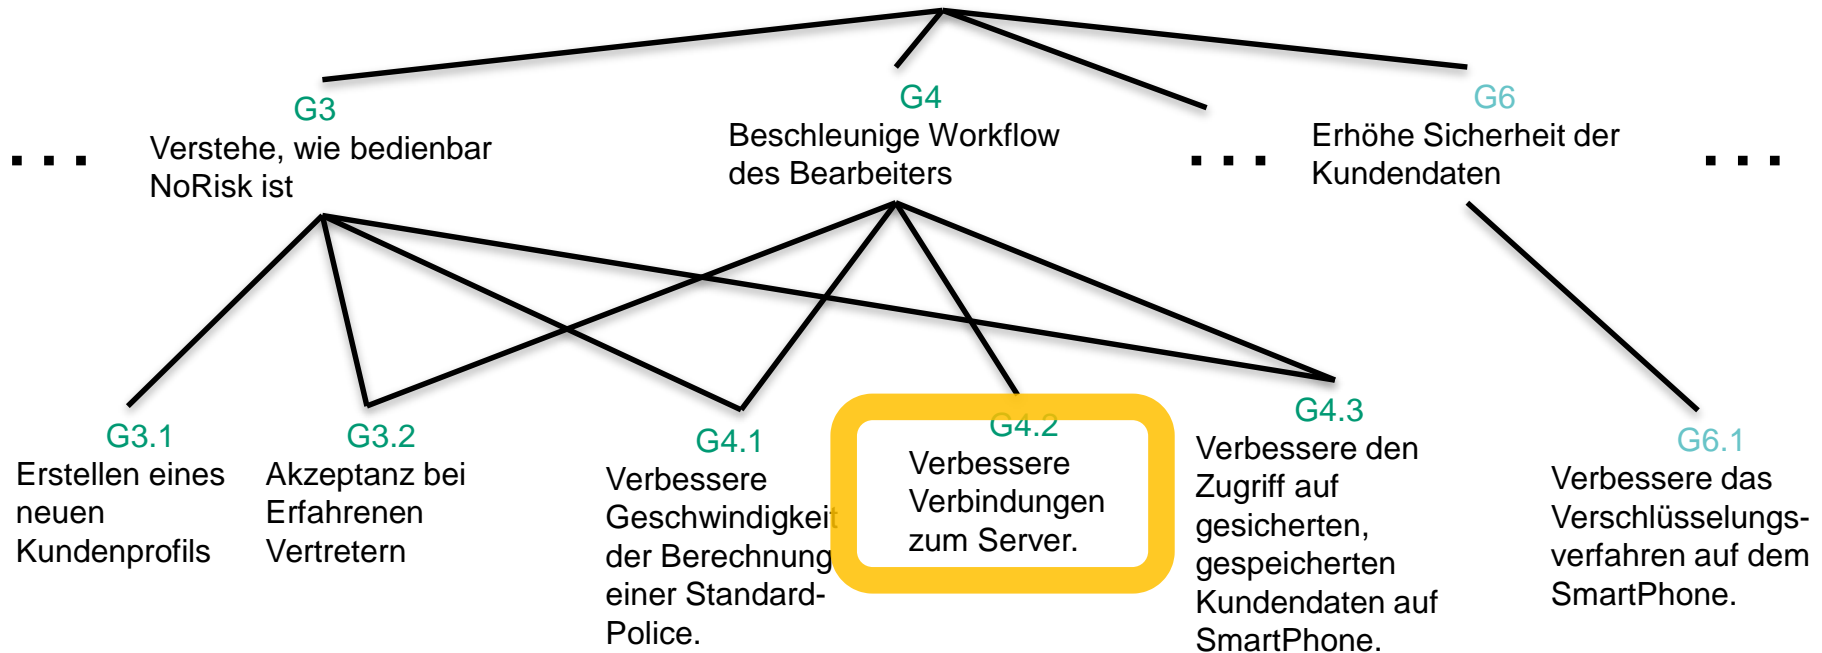 G3
Verstehe, wie bedienbar
NoRisk ist
G4
Beschleunige Workflow
des Bearbeiters
G6
Erhöhe Sicherheit der
Kundendaten
. . .
. . .
. . .
G3.1
Erstellen eines
neuen
Kundenprofils
G3.2
Akzeptanz bei
Erfahrenen
Vertretern
G4.1
Verbessere
Geschwindigkeit
der Berechnung
einer Standard-
Police.
G4.2
Verbessere
Verbindungen
zum Server.
G4.3
Verbessere den
Zugriff auf
gesicherten,
gespeicherten
Kundendaten auf
SmartPhone.
G6.1
Verbessere das
Verschlüsselungs-
verfahren auf dem
SmartPhone.